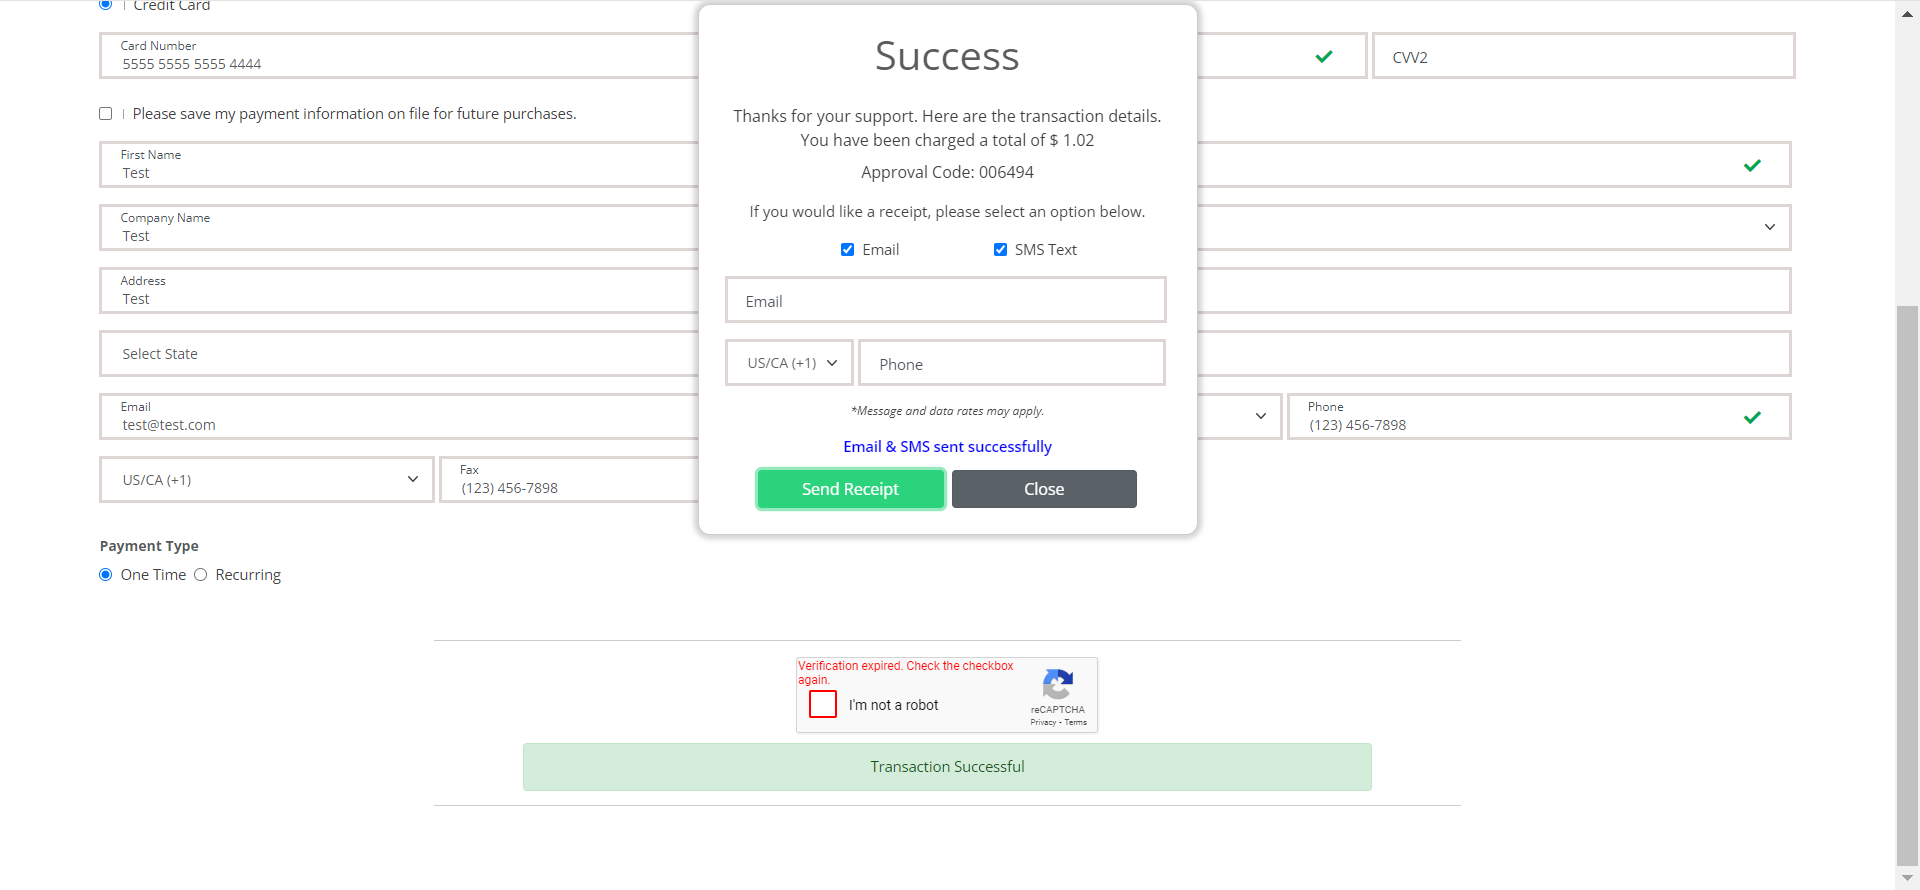 Credit Card
Card Number
5555 5555 5555 4444
CVV2
Please save my payment information on file for future purchases.
First Name
Test
Company Name
Test
Address
Test
Select State
Email
test@test.com
Phone
(123) 456-7898
US/CA (+1)
Fax
(123) 456-7898
Success
Thanks for your support. Here are the transaction details.
You have been charged a total of $ 1.02
Approval Code: 006494
If you would like a receipt, please select an option below.
Email
SMS Text
Email
US/CA (+1)
Phone
*Message and data rates may apply.
Email & SMS sent successfully
Send Receipt
Close
Payment Type
One Time
Recurring
Verification expired. Check the checkbox
again.
I'm not a robot
reCAPTCHA
Privacy - Terms
Transaction Successful